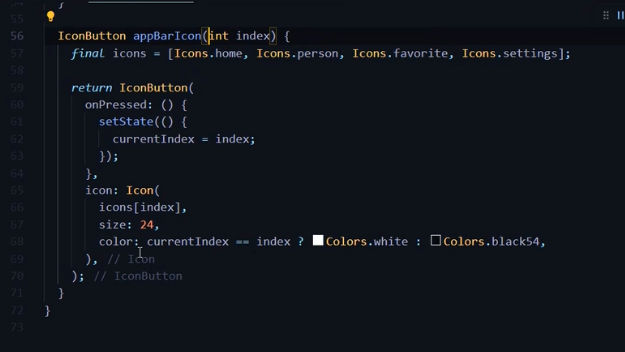 55
56 IconButton appBarIcon(int index) {
57 final icons = [Icons.home, Icons.person, Icons.favorite, Icons.settings];
58
59 return IconButton(
60 onPressed: () {
61 setState(() {
62 currentIndex = index;
63 });
64 },
65 icon: Icon(
66 icons[index],
67 size: 24,
68 color: currentIndex == index ? Colors.white : Colors.black54,
69 ), // Icon
70 ); // IconButton
71 }
72 }
73